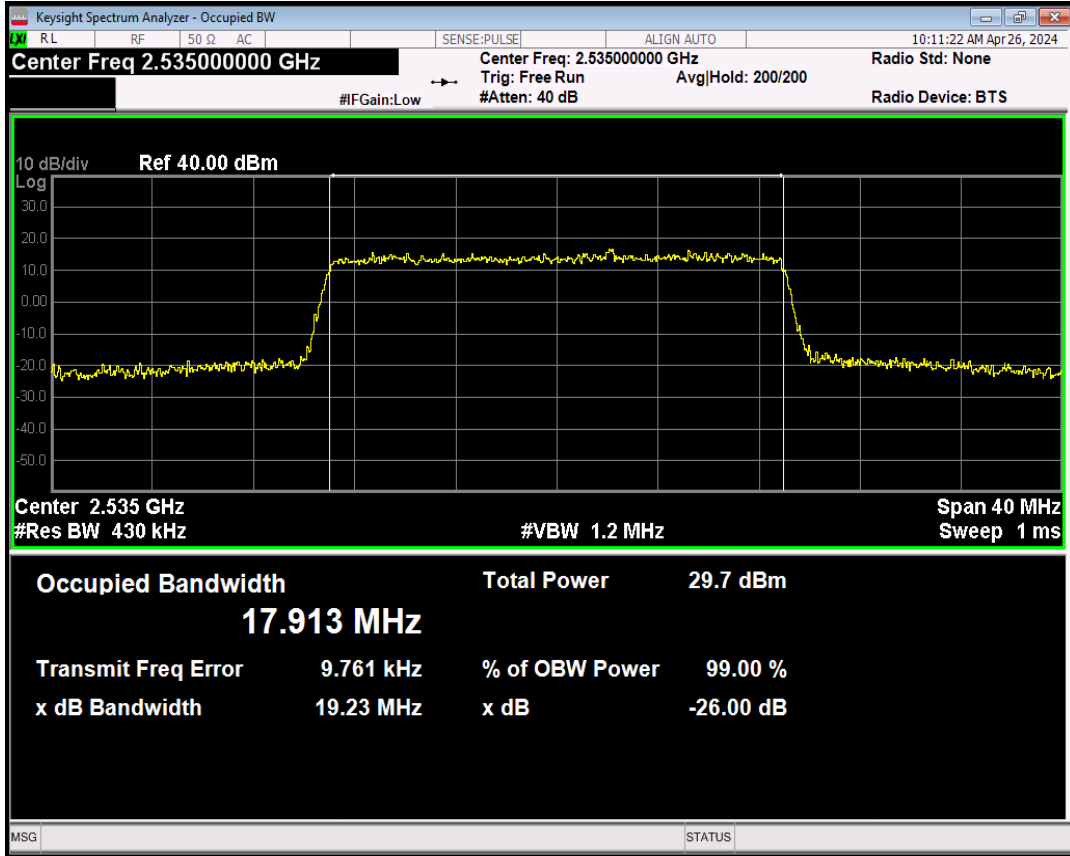 Keysight Spectrum Analyzer - Occupied BW
LXI RL RF 50 Ω AC SENSE:PULSE ALIGN AUTO 10:11:22 AM Apr 26, 2024
Center Freq 2.535000000 GHz Center Freq: 2.535000000 GHz Radio Std: None
Trig: Free Run Avg|Hold: 200/200
#IFGain:Low #Atten: 40 dB Radio Device: BTS
10 dB/div Ref 40.00 dBm
Log
30.0
20.0
10.0
0.00
-10.0
-20.0
-30.0
-40.0
-50.0
Center 2.535 GHz Span 40 MHz
#Res BW 430 kHz #VBW 1.2 MHz Sweep 1 ms
Occupied Bandwidth Total Power 29.7 dBm
17.913 MHz
Transmit Freq Error 9.761 kHz % of OBW Power 99.00 %
x dB Bandwidth 19.23 MHz x dB -26.00 dB
MSG STATUS